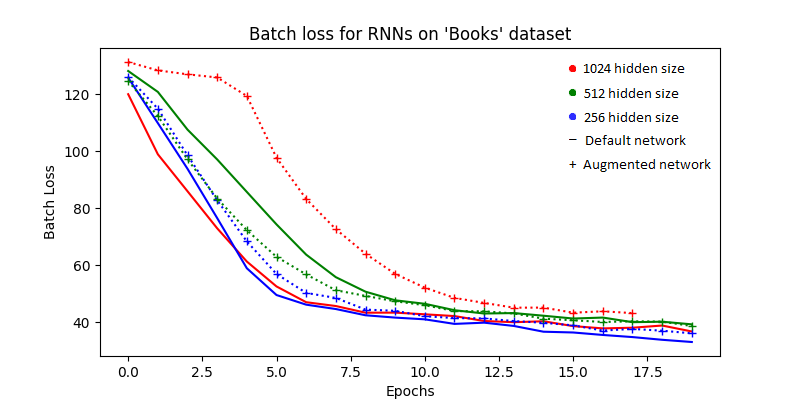 Batch loss for RNNs on 'Books' dataset
1024 hidden size
512 hidden size
256 hidden size
Default network
+ Augmented network
120
100
80
60
40
Batch Loss
0.0 2.5 5.0 7.5 10.0 12.5 15.0 17.5
Epochs